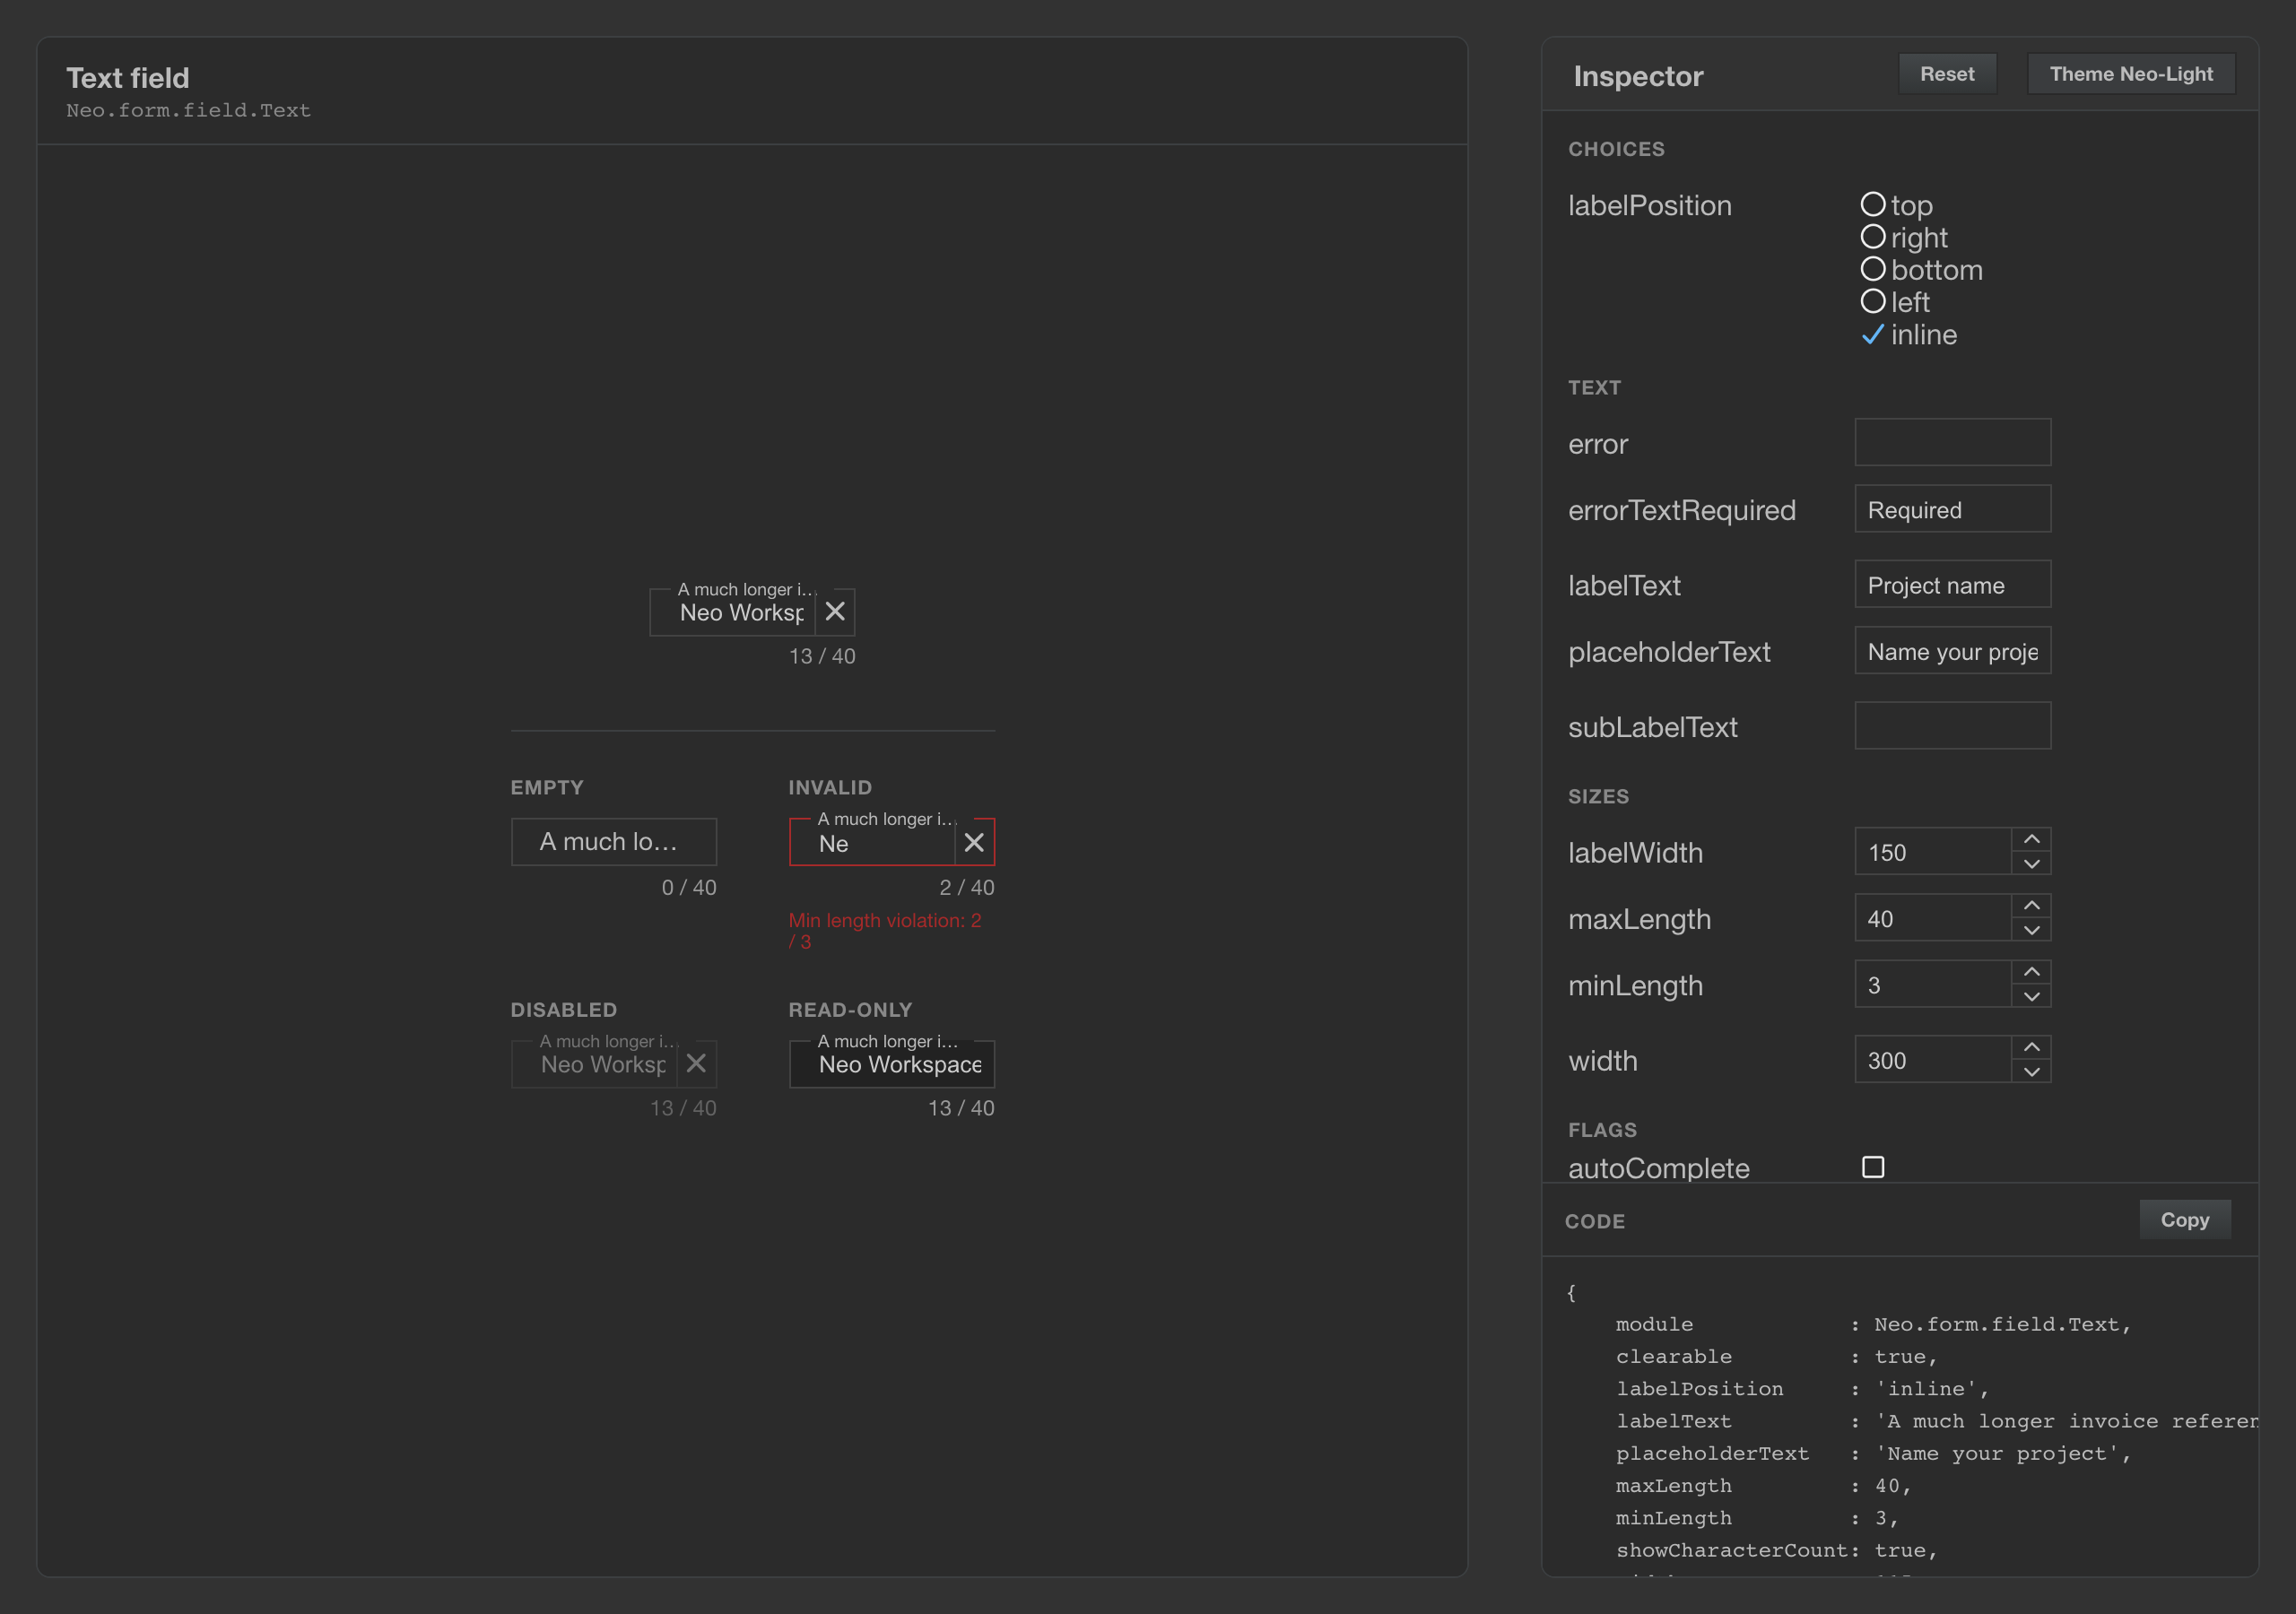 Text field
Neo.form.field.Text
A much longer i...
Neo Worksp
13 / 40
EMPTY
A much lo...
0 / 40
INVALID
A much longer i...
Ne
2 / 40
Min length violation: 2
/ 3
DISABLED
A much longer i...
Neo Worksp
13 / 40
READ-ONLY
A much longer i...
Neo Workspace
13 / 40
Inspector
Reset
Theme Neo-Light
CHOICES
labelPosition
top
right
bottom
left
inline
TEXT
error
errorTextRequired
Required
labelText
Project name
placeholderText
Name your proje
subLabelText
SIZES
labelWidth
150
maxLength
40
minLength
3
width
300
FLAGS
autoComplete
CODE
Copy
{
module : Neo.form.field.Text,
clearable : true,
labelPosition : 'inline',
labelText : 'A much longer invoice referen
placeholderText : 'Name your project',
maxLength : 40,
minLength : 3,
showCharacterCount: true,